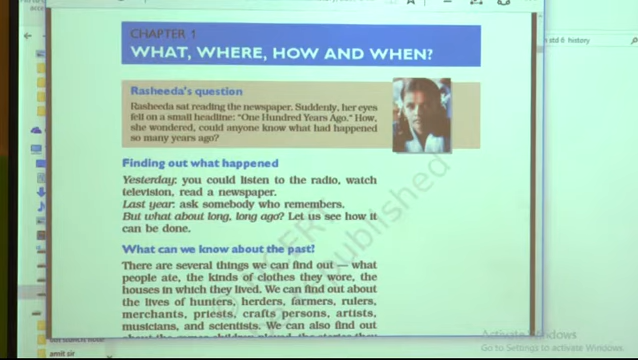 CHAPTER 1
WHAT, WHERE, HOW AND WHEN?
std 6 history
Rasheeda's question
Rasheeda sat reading the newspaper. Suddenly, her eyes
fell on a small headline: "One Hundred Years Ago." How,
she wondered, could anyone know what had happened
so many years ago?
Finding out what happened
Yesterday: you could listen to the radio, watch
television, read a newspaper.
Last year: ask somebody who remembers.
But what about long, long ago? Let us see how it
can be done.
What can we know about the past?
There are several things we can find out — what
people ate, the kinds of clothes they wore, the
houses in which they lived. We can find out about
the lives of hunters, herders, farmers, rulers,
merchants, priests, crafts persons, artists,
musicians, and scientists. We can also find out
Activate Windows
Go to Settings to activate Windows.
amit sir